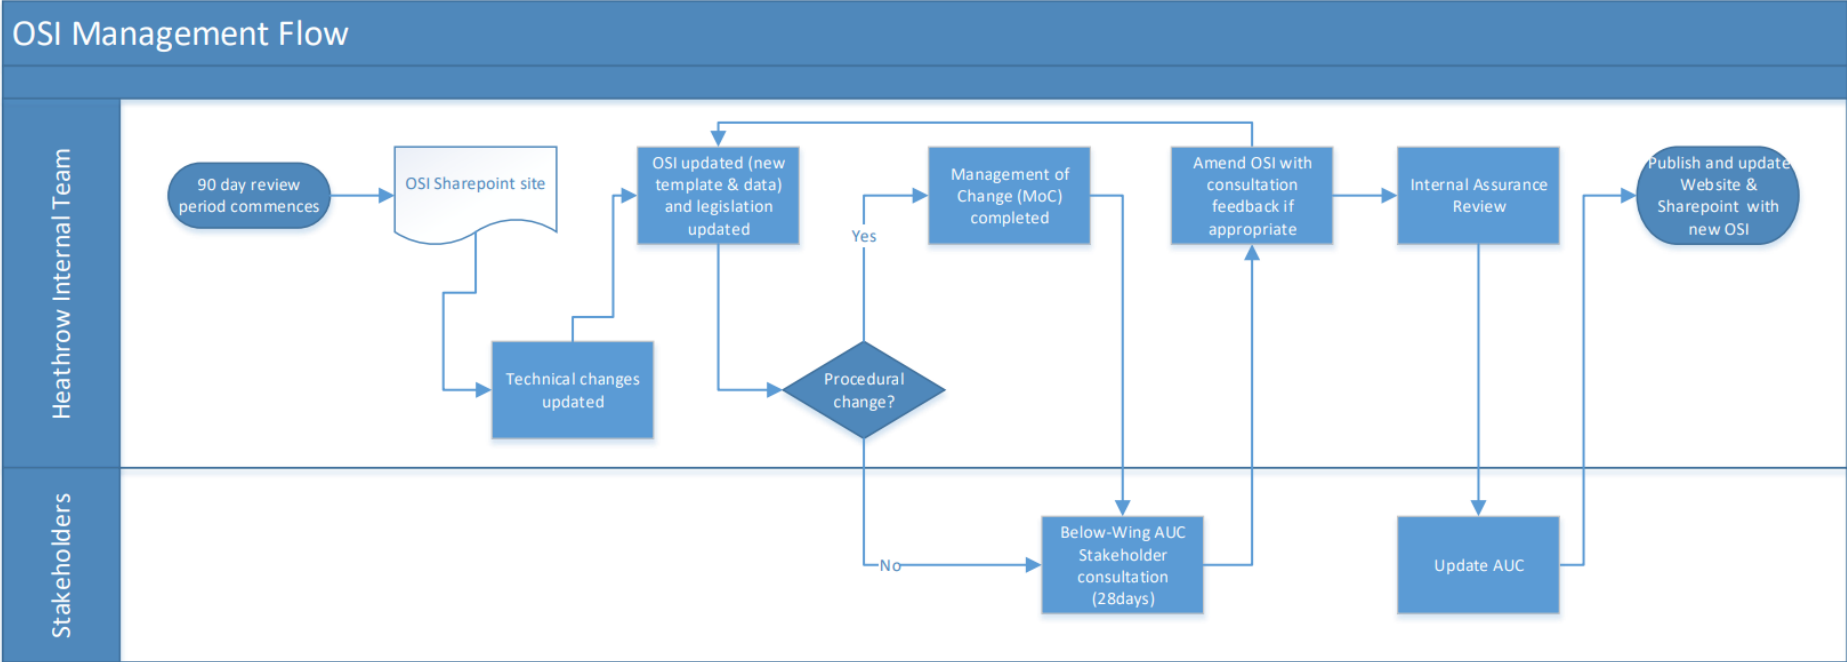 OSI Management Flow
Heathrow Internal Team
90 day review
period commences
OSI Sharepoint site
Technical changes
updated
OSI updated (new
template & data)
and legislation
updated
Procedural
change?
Yes
No
Management of
Change (MoC)
completed
Amend OSI with
consultation
feedback if
appropriate
Internal Assurance
Review
Publish and update
Website &
Sharepoint with
new OSI
Stakeholders
Below-Wing AUC
Stakeholder
consultation
(28days)
Update AUC